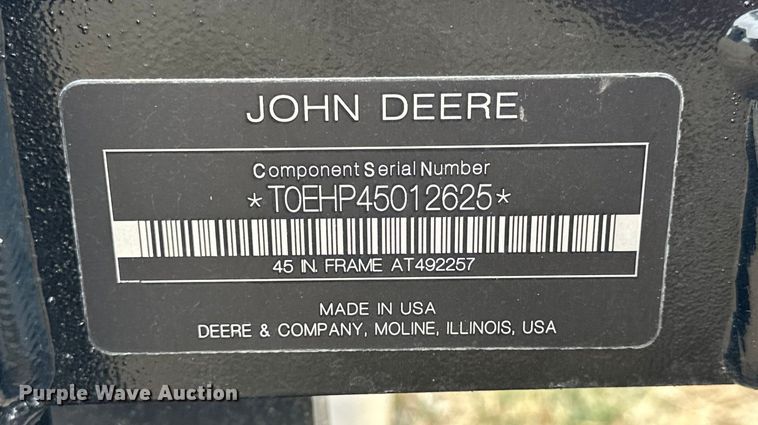 JOHN DEERE
Component Serial Number
*T0EHP45012625*
45 IN. FRAME AT492257
MADE IN USA
DEERE & COMPANY, MOLINE, ILLINOIS, USA
Purple Wave Auction